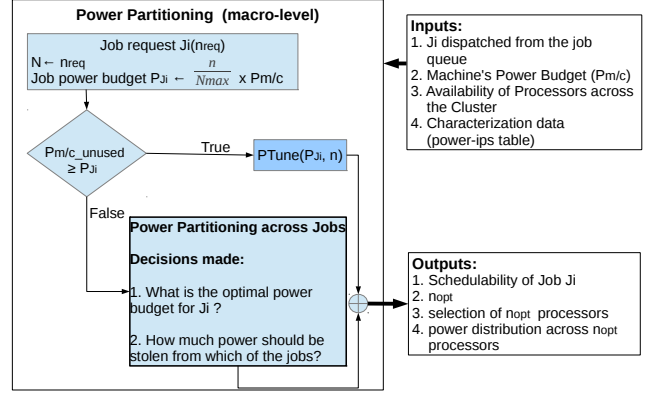 Power Partitioning (macro-level)
Job request Ji(nreq)
N ← nreq
Job power budget PJi ← n/Nmax x Pm/c
Pm/c_unused
≥ PJi
True
PTune(PJi, n)
False
Power Partitioning across Jobs
Decisions made:
1. What is the optimal power
budget for Ji ?
2. How much power should be
stolen from which of the jobs?
Inputs:
1. Ji dispatched from the job
queue
2. Machine's Power Budget (Pm/c)
3. Availability of Processors across
the Cluster
4. Characterization data
(power-ips table)
Outputs:
1. Schedulability of Job Ji
2. nopt
3. selection of nopt processors
4. power distribution across nopt
processors